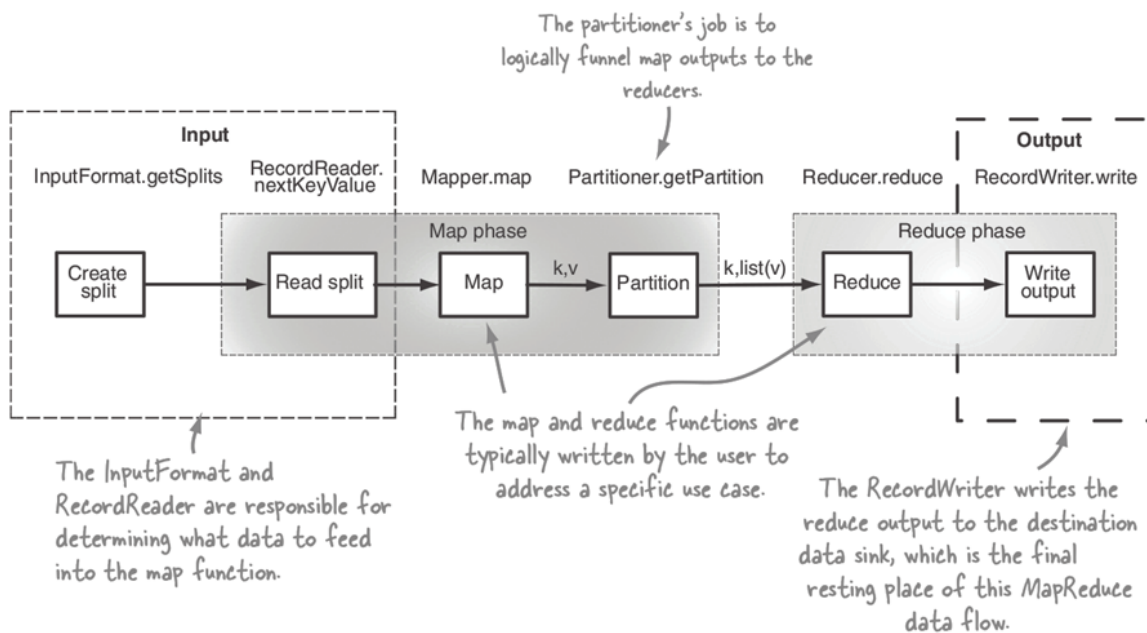 The partitioner's job is to
logically funnel map outputs to the
reducers.
Input
Output
InputFormat.getSplits
RecordReader.
nextKeyValue
Mapper.map
Partitioner.getPartition
Reducer.reduce
RecordWriter.write
Map phase
Reduce phase
Create
split
Read split
Map
k,v
Partition
k,list(v)
Reduce
Write
output
The InputFormat and
RecordReader are responsible for
determining what data to feed
into the map function.
The map and reduce functions are
typically written by the user to
address a specific use case.
The RecordWriter writes the
reduce output to the destination
data sink, which is the final
resting place of this MapReduce
data flow.